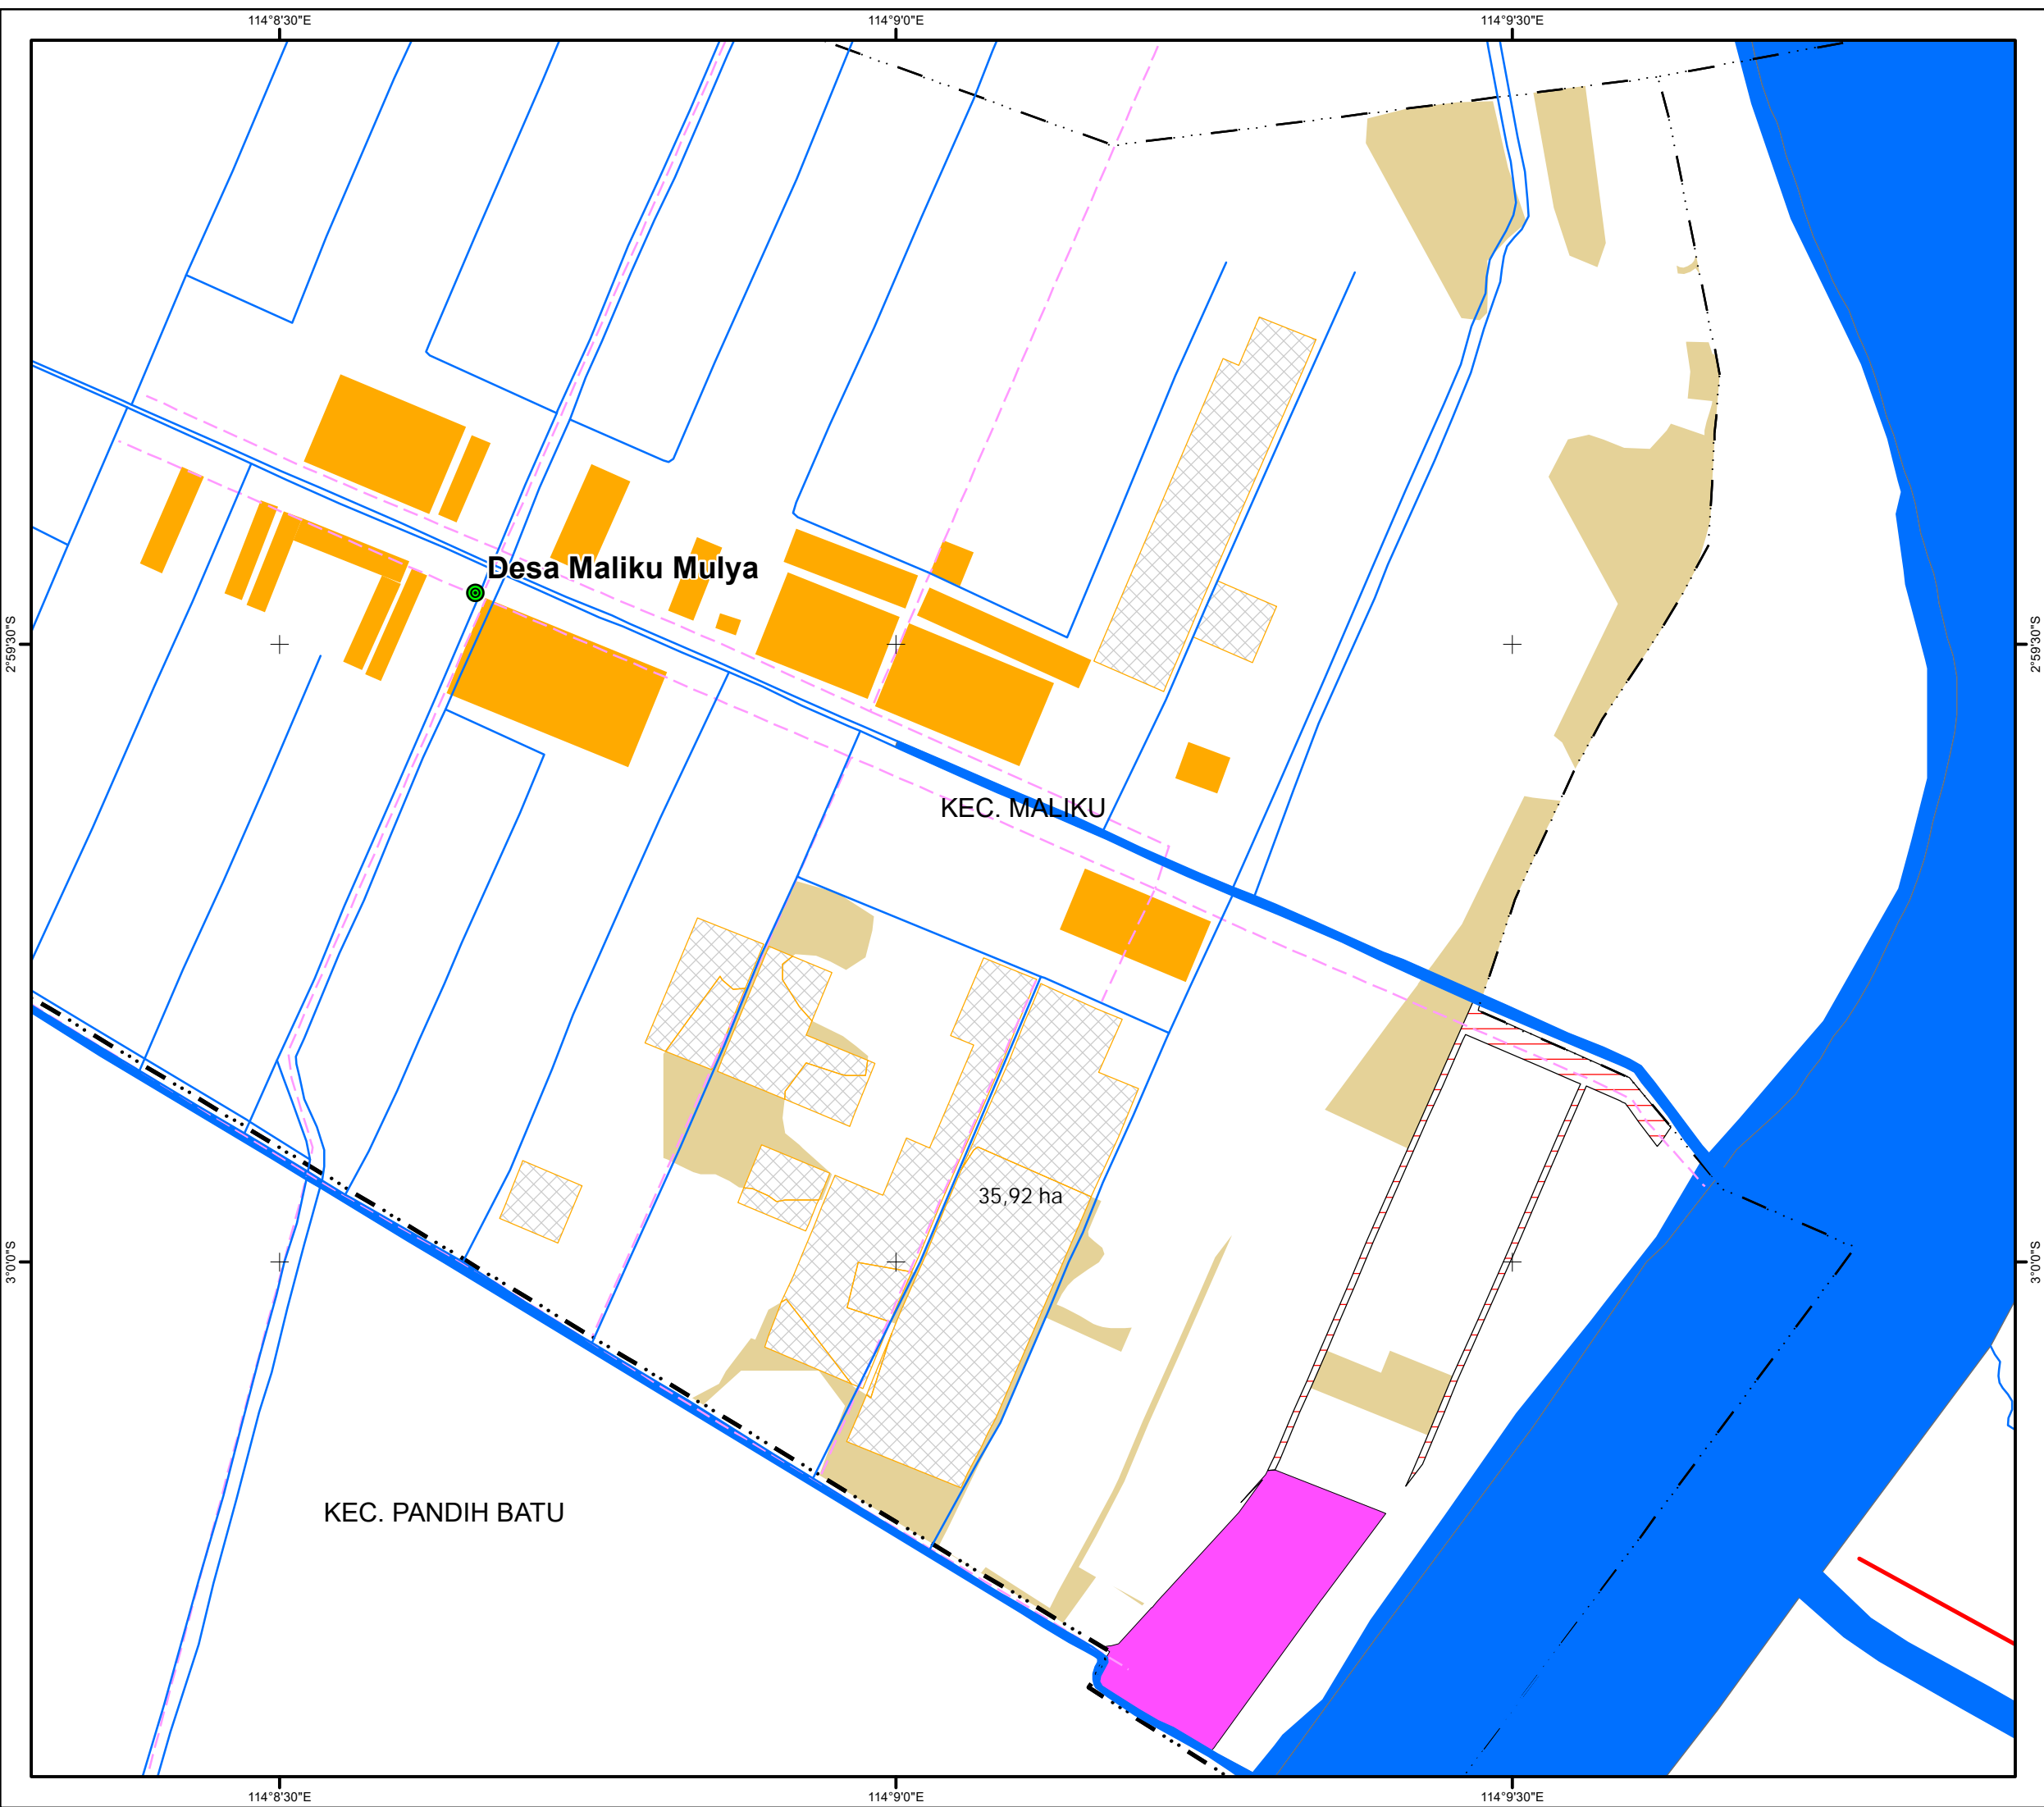 114°8'30"E
114°9'0"E
114°9'30"E
Desa Maliku Mulya
2°59'30"S
2°59'30"S
KEC. MALIKU
35,92 ha
3°0'0"S
3°0'0"S
KEC. PANDIH BATU
114°8'30"E
114°9'0"E
114°9'30"E